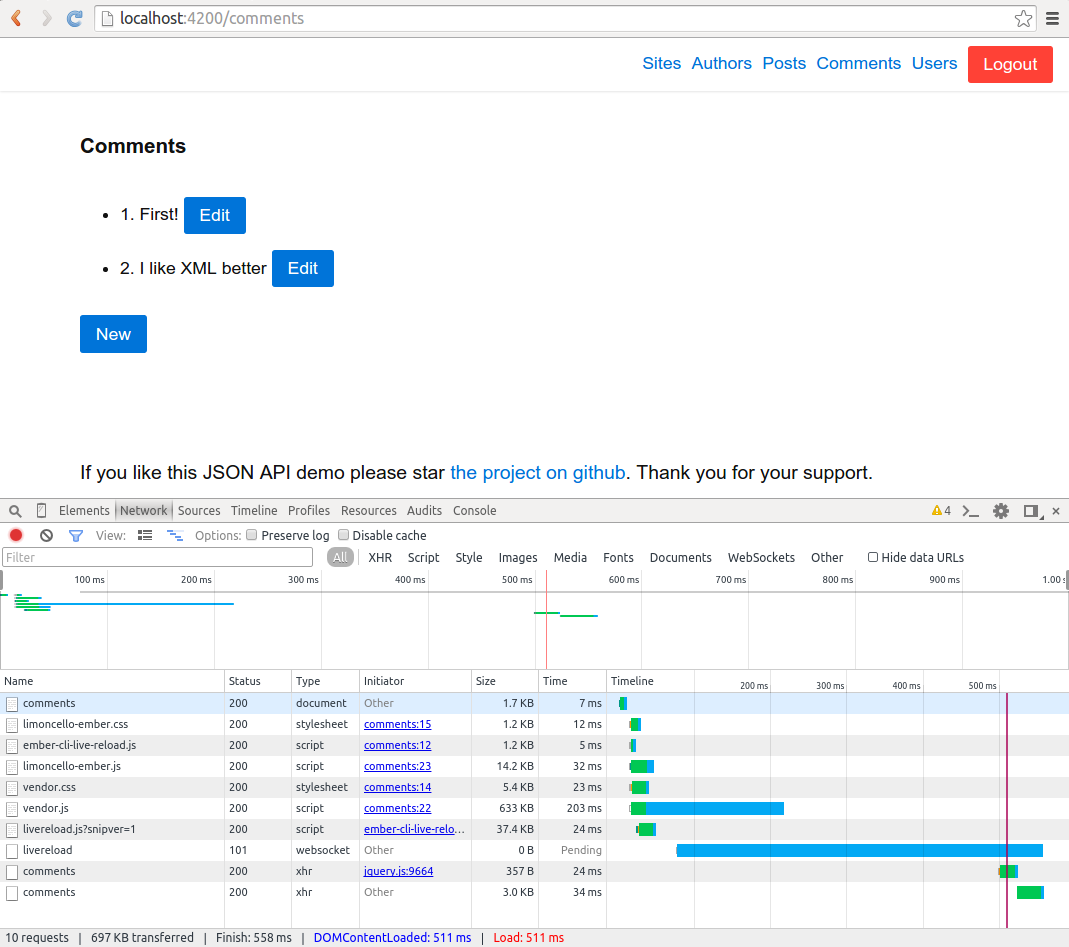 localhost:4200/comments
Sites Authors Posts Comments Users Logout
Comments
• 1. First! Edit
• 2. I like XML better Edit
New
If you like this JSON API demo please star the project on github. Thank you for your support.
Elements Network Sources Timeline Profiles Resources Audits Console 4
View: Options: Preserve log Disable cache
Filter All XHR Script Style Images Media Fonts Documents WebSockets Other Hide data URLs
100 ms 200 ms 300 ms 400 ms 500 ms 600 ms 700 ms 800 ms 900 ms 1.00 s
Name Status Type Initiator Size Time Timeline 200 ms 300 ms 400 ms 500 ms
comments 200 document Other 1.7 KB 7 ms
limoncello-ember.css 200 stylesheet comments:15 1.2 KB 12 ms
ember-cli-live-reload.js 200 script comments:12 1.2 KB 5 ms
limoncello-ember.js 200 script comments:23 14.2 KB 32 ms
vendor.css 200 stylesheet comments:14 5.4 KB 23 ms
vendor.js 200 script comments:22 633 KB 203 ms
livereload.js?snipver=1 200 script ember-cli-live-relo... 37.4 KB 24 ms
livereload 101 websocket Other 0 B Pending
comments 200 xhr jquery.js:9664 357 B 24 ms
comments 200 xhr Other 3.0 KB 34 ms
10 requests | 697 KB transferred | Finish: 558 ms | DOMContentLoaded: 511 ms | Load: 511 ms